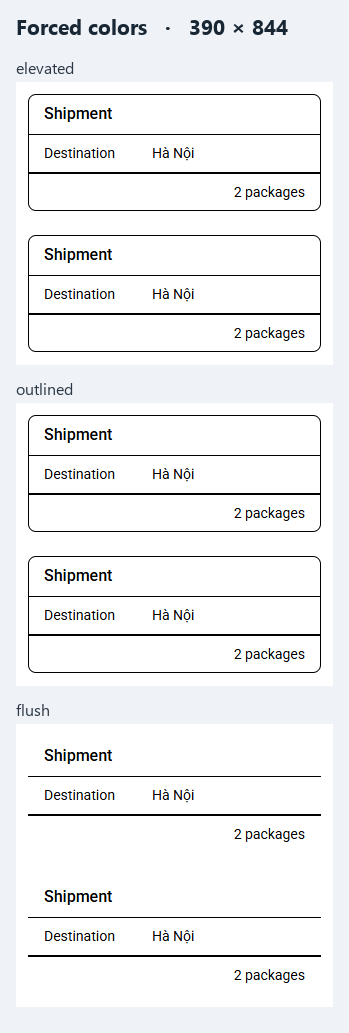 Forced colors · 390 × 844
elevated
Shipment
Destination Hà Nội
2 packages
Shipment
Destination Hà Nội
2 packages
outlined
Shipment
Destination Hà Nội
2 packages
Shipment
Destination Hà Nội
2 packages
flush
Shipment
Destination Hà Nội
2 packages
Shipment
Destination Hà Nội
2 packages